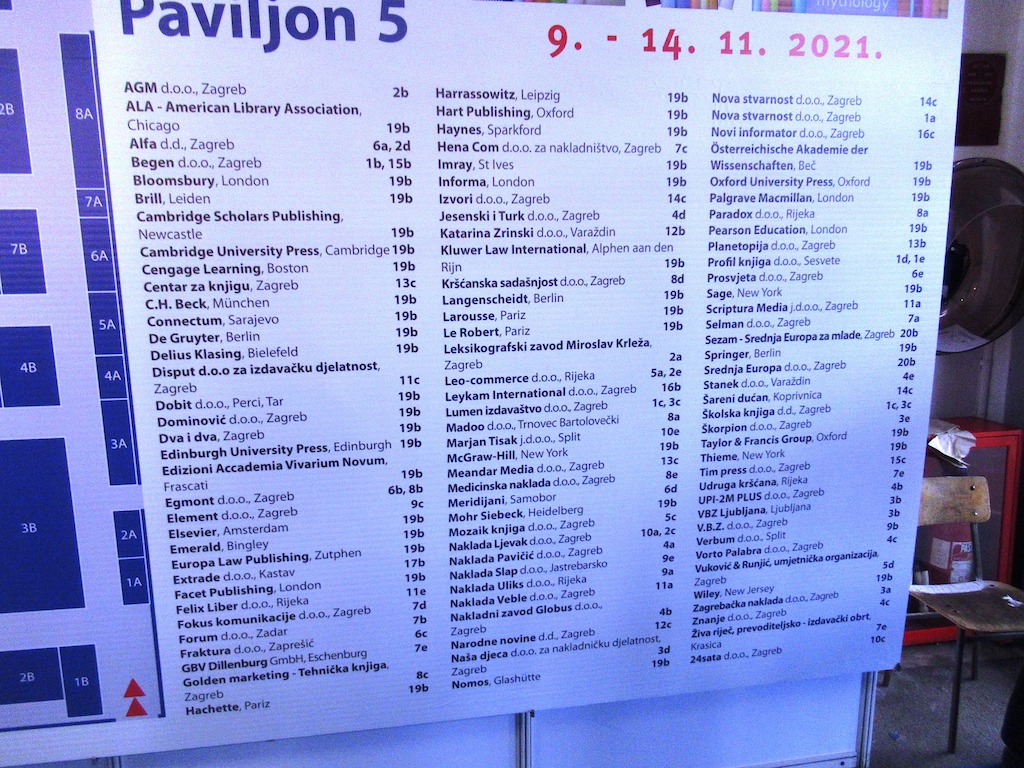 mythology
Paviljon 5
9. - 14. 11. 2021.
2B
8A
7A
7B
6A
5A
4B
4A
3A
3B
2A
1A
2B
1B
AGM d.o.o., Zagreb 2b
ALA - American Library Association,
Chicago 19b
Alfa d.d., Zagreb 6a, 2d
Begen d.o.o., Zagreb 1b, 15b
Bloomsbury, London 19b
Brill, Leiden 19b
Cambridge Scholars Publishing,
Newcastle 19b
Cambridge University Press, Cambridge 19b
Cengage Learning, Boston 19b
Centar za knjigu, Zagreb 13c
C.H. Beck, München 19b
Connectum, Sarajevo 19b
De Gruyter, Berlin 19b
Delius Klasing, Bielefeld 19b
Disput d.o.o za izdavačku djelatnost,
Zagreb 11c
Dobit d.o.o., Perci, Tar 19b
Dominović d.o.o., Zagreb 19b
Dva i dva, Zagreb 19b
Edinburgh University Press, Edinburgh 19b
Edizioni Accademia Vivarium Novum,
Frascati 19b
Egmont d.o.o., Zagreb 6b, 8b
Element d.o.o., Zagreb 9c
Elsevier, Amsterdam 19b
Emerald, Bingley 19b
Europa Law Publishing, Zutphen 19b
Extrade d.o.o., Kastav 17b
Facet Publishing, London 19b
Felix Liber d.o.o., Rijeka 11e
Fokus komunikacije d.o.o., Zagreb 7d
Forum d.o.o., Zadar 7b
Fraktura d.o.o., Zaprešić 6c
GBV Dillenburg GmbH, Eschenburg 7e
Golden marketing - Tehnička knjiga,
Zagreb 8c
Hachette, Pariz 19b
Harrassowitz, Leipzig 19b
Hart Publishing, Oxford 19b
Haynes, Sparkford 19b
Hena Com d.o.o. za nakladništvo, Zagreb 7c
Imray, St Ives 19b
Informa, London 19b
Izvori d.o.o., Zagreb 14c
Jesenski i Turk d.o.o., Zagreb 4d
Katarina Zrinski d.o.o., Varaždin 12b
Kluwer Law International, Alphen aan den
Rijn 19b
Kršćanska sadašnjost d.o.o., Zagreb 8d
Langenscheidt, Berlin 19b
Larousse, Pariz 19b
Le Robert, Pariz 19b
Leksikografski zavod Miroslav Krleža,
Zagreb 2a
Leo-commerce d.o.o., Rijeka 5a, 2e
Leykam International d.o.o., Zagreb 16b
Lumen izdavaštvo d.o.o., Zagreb 1c, 3c
Madoo d.o.o., Trnovec Bartolovečki 8a
Marjan Tisak j.d.o.o., Split 10e
McGraw-Hill, New York 19b
Meandar Media d.o.o., Zagreb 13c
Medicinska naklada d.o.o., Zagreb 8e
Meridijani, Samobor 6d
Mohr Siebeck, Heidelberg 19b
Mozaik knjiga d.o.o., Zagreb 5c
Naklada Ljevak d.o.o., Zagreb 10a, 2c
Naklada Pavičić d.o.o., Zagreb 4a
Naklada Slap d.o.o., Jastrebarsko 9e
Naklada Uliks d.o.o., Rijeka 9a
Naklada Veble d.o.o., Zagreb 11a
Nakladni zavod Globus d.o.o.,
Zagreb 4b
Narodne novine d.d., Zagreb 12c
Naša djeca d.o.o. za nakladničku djelatnost,
Zagreb 3d
Nomos, Glashütte 19b
Nova stvarnost d.o.o., Zagreb 14c
Nova stvarnost d.o.o., Zagreb 1a
Novi informator d.o.o., Zagreb 16c
Österreichische Akademie der
Wissenschaften, Beč 19b
Oxford University Press, Oxford 19b
Palgrave Macmillan, London 19b
Paradox d.o.o., Rijeka 8a
Pearson Education, London 19b
Planetopija d.o.o., Zagreb 13b
Profil knjiga d.o.o., Sesvete 1d, 1e
Prosvjeta d.o.o., Zagreb 6e
Sage, New York 19b
Scriptura Media j.d.o.o., Zagreb 11a
Selman d.o.o., Zagreb 7a
Sezam - Srednja Europa za mlade, Zagreb 20b
Springer, Berlin 19b
Srednja Europa d.o.o., Zagreb 20b
Stanek d.o.o., Varaždin 4e
Šareni dućan, Koprivnica 14c
Školska knjiga d.d., Zagreb 1c, 3c
Škorpion d.o.o., Zagreb 3e
Taylor & Francis Group, Oxford 19b
Thieme, New York 19b
Tim press d.o.o., Zagreb 15c
Udruga kršćana, Rijeka 7e
UPI-2M PLUS d.o.o., Zagreb 4b
VBZ Ljubljana, Ljubljana 3b
V.B.Z. d.o.o., Zagreb 3b
Verbum d.o.o., Split 9b
Vorto Palabra d.o.o., Zagreb 4c
Vuković & Runjić, umjetnička organizacija,
Zagreb 5d
Wiley, New Jersey 19b
Zagrebačka naklada d.o.o., Zagreb 3a
Znanje d.o.o., Zagreb 4c
Živa riječ, prevoditeljsko - izdavački obrt,
Krasica 7e
24sata d.o.o., Zagreb 10c